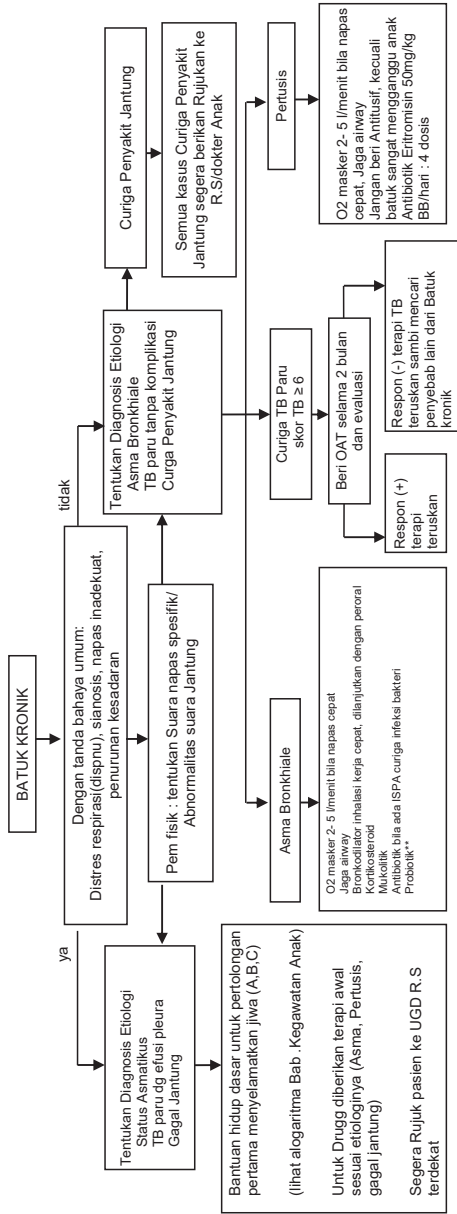 BATUK KRONIK
Dengan tanda bahaya umum:
Distres respirasi(dispnu), sianosis, napas inadekuat,
penurunan kesadaran
ya
tidak
Tentukan Diagnosis Etiologi
Status Asmatikus
TB paru dg efusi pleura
Gagal Jantung
Pem fisik : tentukan Suara napas spesifik/
Abnormalitas suara Jantung
Tentukan Diagnosis Etiologi
Asma Bronkhiale
TB paru tanpa komplikasi
Curga Penyakit Jantung
Curiga Penyakit Jantung
Semua kasus Curiga Penyakit
Jantung segera berikan Rujukan ke
R.S/dokter Anak
Bantuan hidup dasar untuk pertolongan
pertama menyelamatkan jiwa (A,B,C)
(lihat alogaritma Bab .Kegawatan Anak)
Untuk Drugg diberikan terapi awal
sesuai etiologinya (Asma, Pertusis,
gagal jantung)
Segera Rujuk pasien ke UGD R.S
terdekat
Asma Bronkhiale
O2 masker 2- 5 l/menit bila napas cepat
Jaga airway
Bronkodilator inhalasi kerja cepat, dilanjutkan dengan peroral
Kortikosteroid
Mukolitik
Antibiotik bila ada ISPA curiga infeksi bakteri
Probiotik**
Curiga TB Paru
skor TB ≥ 6
Beri OAT selama 2 bulan
dan evaluasi
Respon (+)
terapi
teruskan
Respon (-) terapi TB
teruskan sambi mencari
penyebab lain dari Batuk
kronik
Pertusis
O2 masker 2- 5 l/menit bila napas
cepat, Jaga airway
Jangan beri Antitusif, kecuali
batuk sangat mengganggu anak
Antibiotik Eritromisin 50mg/kg
BB/hari : 4 dosis